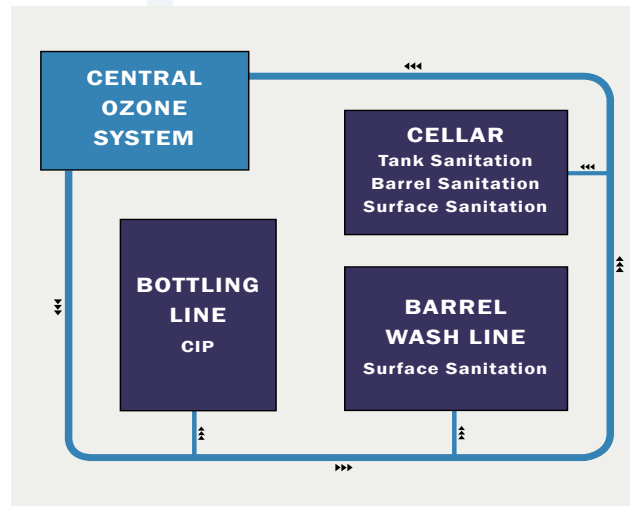 CENTRAL
OZONE
SYSTEM
CELLAR
Tank Sanitation
Barrel Sanitation
Surface Sanitation
BOTTLING
LINE
CIP
BARREL
WASH LINE
Surface Sanitation